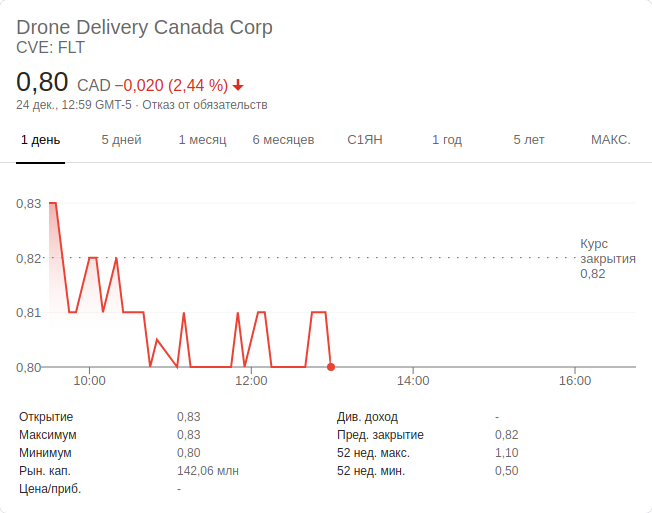 Drone Delivery Canada Corp
CVE: FLT
0,80 CAD −0,020 (2,44 %)
24 дек., 12:59 GMT-5 · Отказ от обязательств
1 день 5 дней 1 месяц 6 месяцев С1ЯН 1 год 5 лет МАКС.
0,83
Курс
0,82 закрытия
0,82
0,81
0,80
10:00 12:00 14:00 16:00
Открытие 0,83 Див. доход -
Максимум 0,83 Пред. закрытие 0,82
Минимум 0,80 52 нед. макс. 1,10
Рын. кап. 142,06 млн 52 нед. мин. 0,50
Цена/приб. -